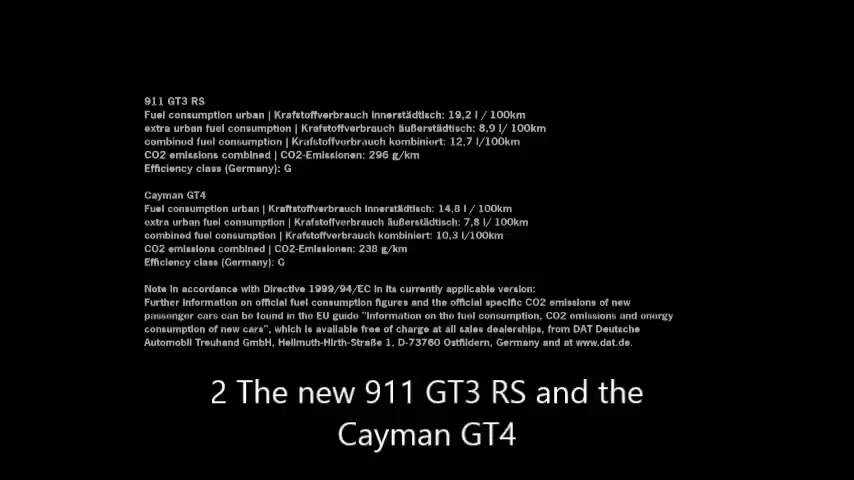 911 GT3 RS
Fuel consumption urban | Krafstoffverbrauch innerstädtisch: 19,2 l / 100km
extra urban fuel consumption | Krafstoffverbrauch äußerstädtisch: 8,9 l/ 100km
combined fuel consumption | Krafstoffverbrauch kombiniert: 12,7 l/100km
CO2 emissions combined | CO2-Emissionen: 296 g/km
Efficiency class (Germany): G
Cayman GT4
Fuel consumption urban | Kraftstoffverbrauch innerstädtisch: 14,8 l / 100km
extra urban fuel consumption | Krafstoffverbrauch äußerstädtisch: 7,8 l/ 100km
combined fuel consumption | Krafstoffverbrauch kombiniert: 10,3 l/100km
CO2 emissions combined | CO2-Emissionen: 238 g/km
Efficiency class (Germany): G
Note in accordance with Directive 1999/94/EC in its currently applicable version:
Further information on official fuel consumption figures and the official specific CO2 emissions of new
passenger cars can be found in the EU guide "Information on the fuel consumption, CO2 emissions and energy
consumption of new cars", which is available free of charge at all sales dealerships, from DAT Deutsche
Automobil Treuhand GmbH, Hellmuth-Hirth-Straße 1, D-73760 Ostfildern, Germany and at www.dat.de.
2 The new 911 GT3 RS and the
Cayman GT4